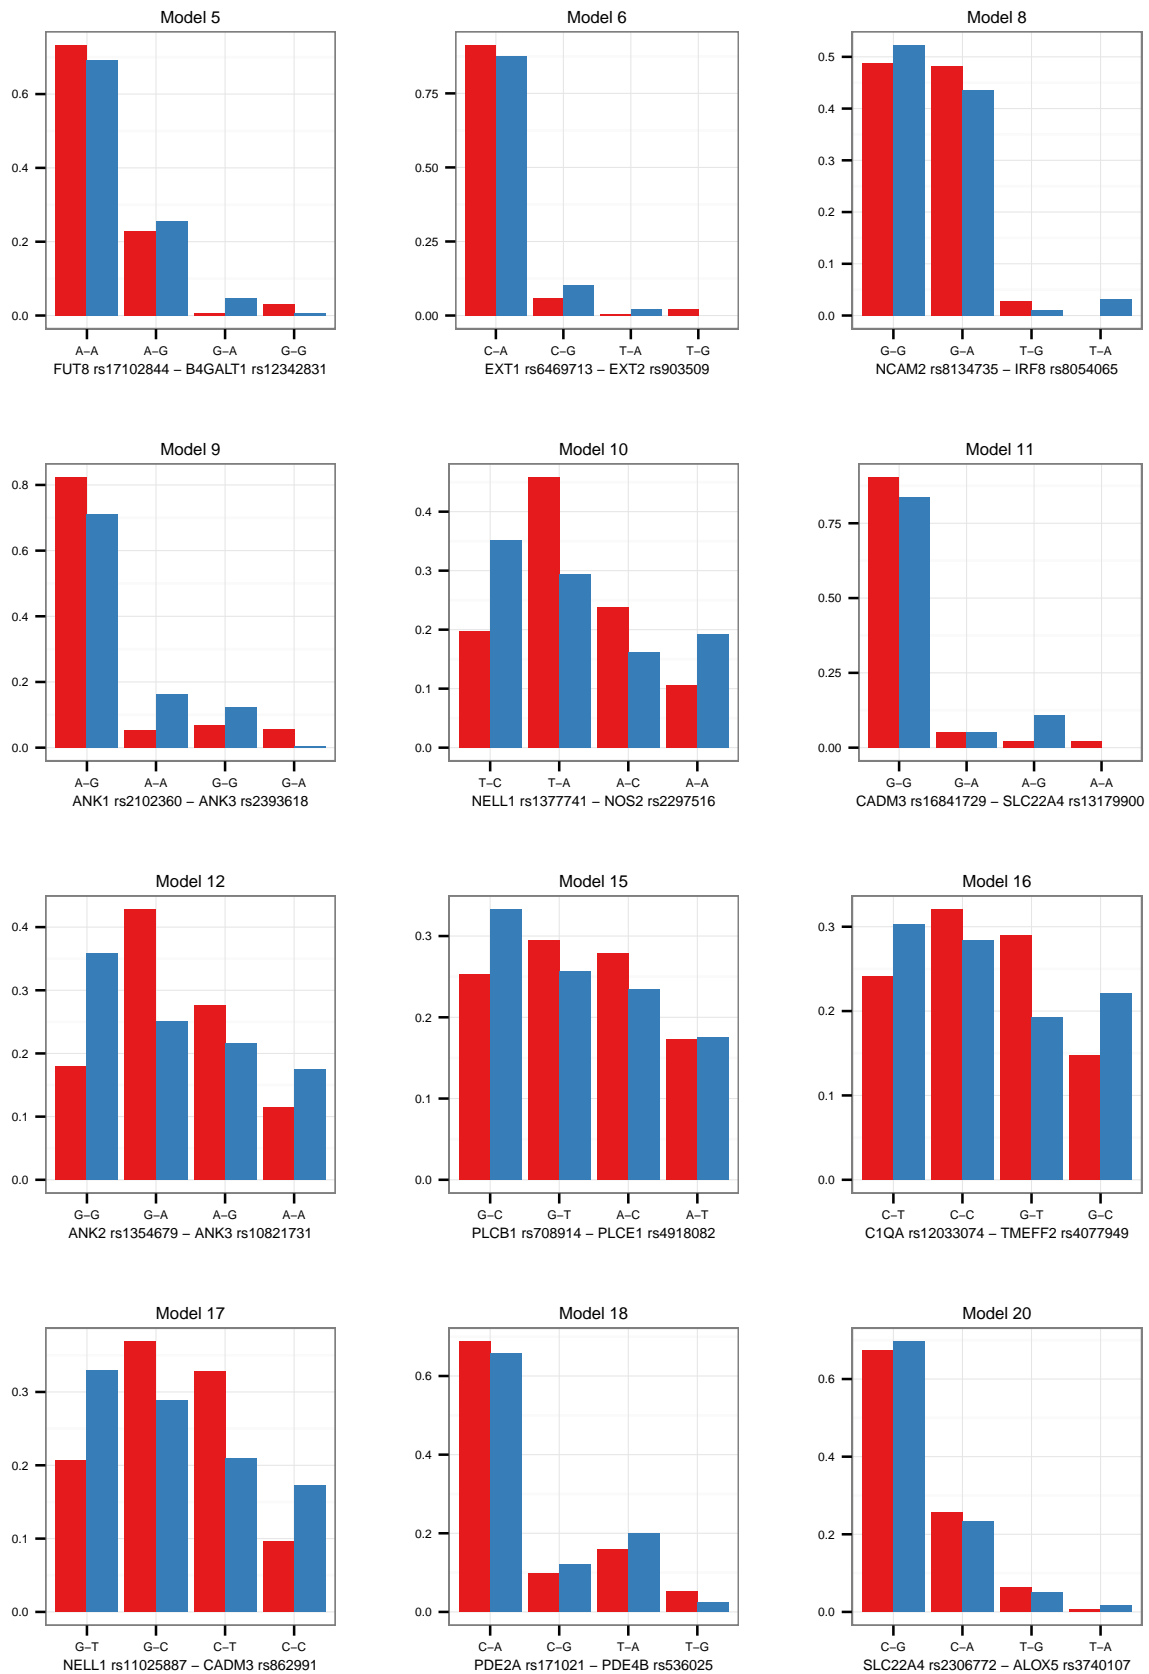 Model 5
0.6
0.4
0.2
0.0
A–A A–G G–A G–G
FUT8 rs17102844 – B4GALT1 rs12342831
Model 6
0.75
0.50
0.25
0.00
C–A C–G T–A T–G
EXT1 rs6469713 – EXT2 rs903509
Model 8
0.5
0.4
0.3
0.2
0.1
0.0
G–G G–A T–G T–A
NCAM2 rs8134735 – IRF8 rs8054065
Model 9
0.8
0.6
0.4
0.2
0.0
A–G A–A G–G G–A
ANK1 rs2102360 – ANK3 rs2393618
Model 10
0.4
0.3
0.2
0.1
0.0
T–C T–A A–C A–A
NELL1 rs1377741 – NOS2 rs2297516
Model 11
0.75
0.50
0.25
0.00
G–G G–A A–G A–A
CADM3 rs16841729 – SLC22A4 rs13179900
Model 12
0.4
0.3
0.2
0.1
0.0
G–G G–A A–G A–A
ANK2 rs1354679 – ANK3 rs10821731
Model 15
0.3
0.2
0.1
0.0
G–C G–T A–C A–T
PLCB1 rs708914 – PLCE1 rs4918082
Model 16
0.3
0.2
0.1
0.0
C–T C–C G–T G–C
C1QA rs12033074 – TMEFF2 rs4077949
Model 17
0.3
0.2
0.1
0.0
G–T G–C C–T C–C
NELL1 rs11025887 – CADM3 rs862991
Model 18
0.6
0.4
0.2
0.0
C–A C–G T–A T–G
PDE2A rs171021 – PDE4B rs536025
Model 20
0.6
0.4
0.2
0.0
C–G C–A T–G T–A
SLC22A4 rs2306772 – ALOX5 rs3740107